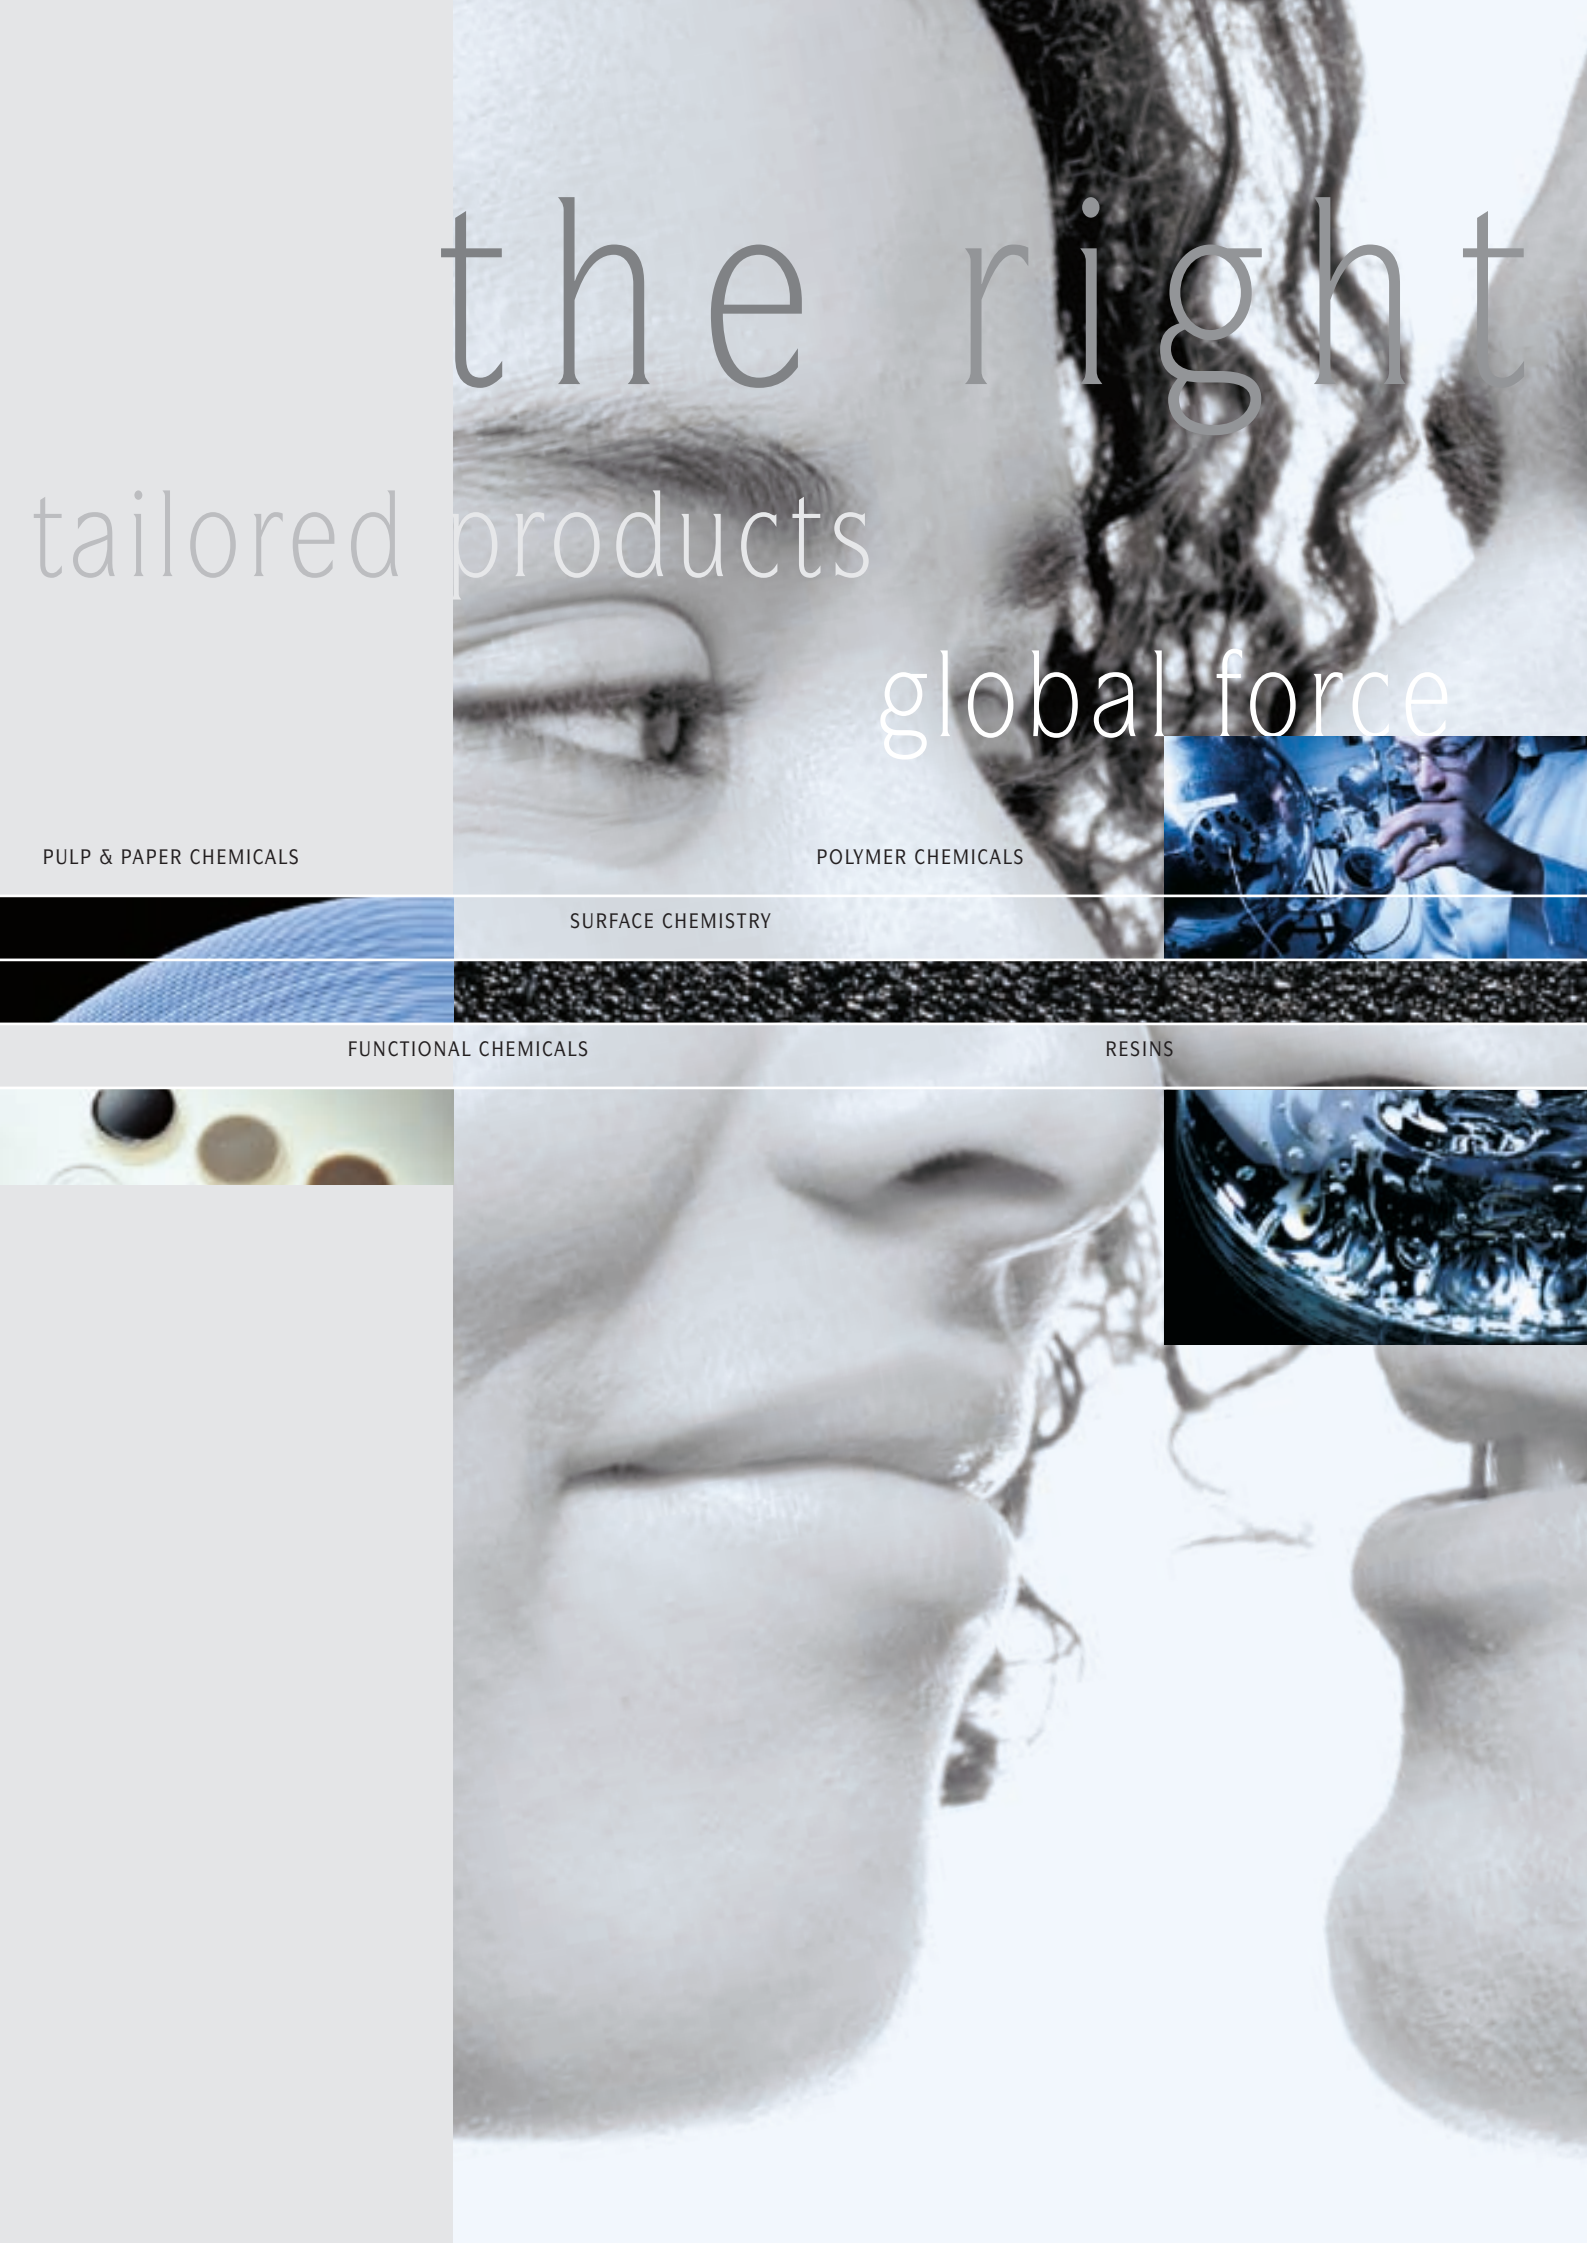 the right
tailored products
global force
PULP & PAPER CHEMICALS
POLYMER CHEMICALS
SURFACE CHEMISTRY
FUNCTIONAL CHEMICALS
RESINS